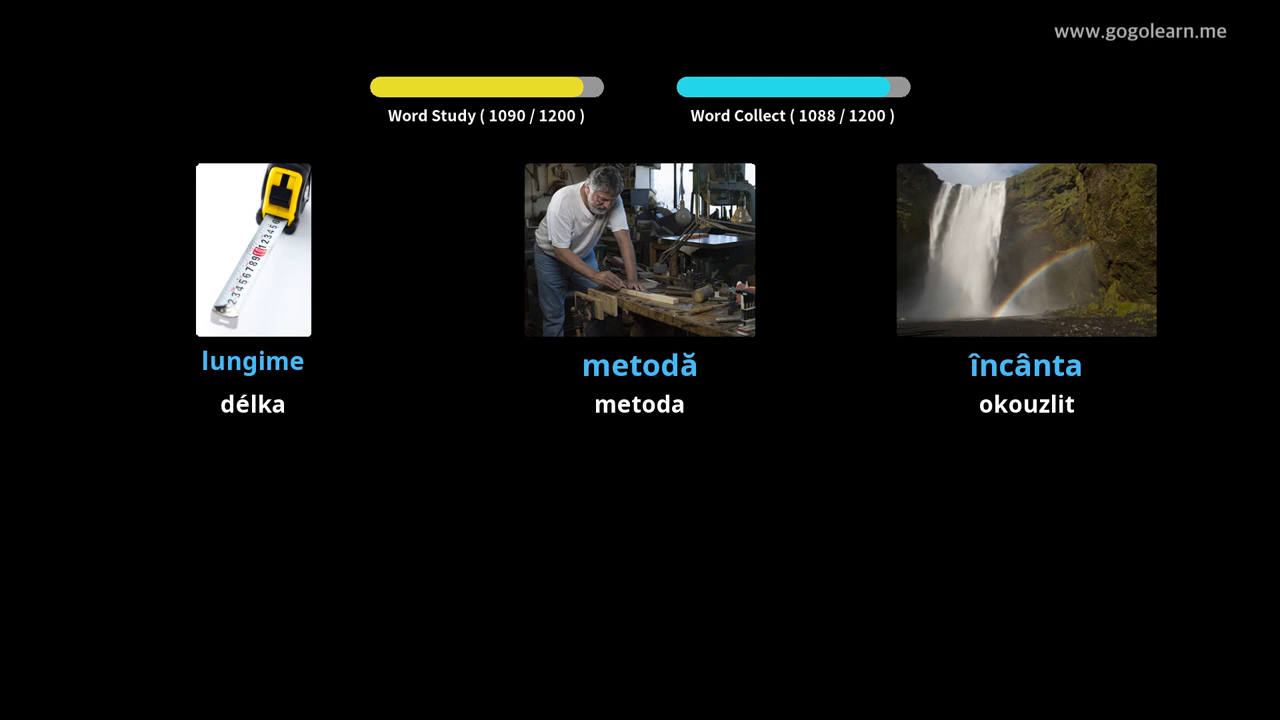 www.gogolearn.me
Word Study ( 1090 / 1200 )
Word Collect ( 1088 / 1200 )
lungime
metodă
încânta
délka
metoda
okouzlit